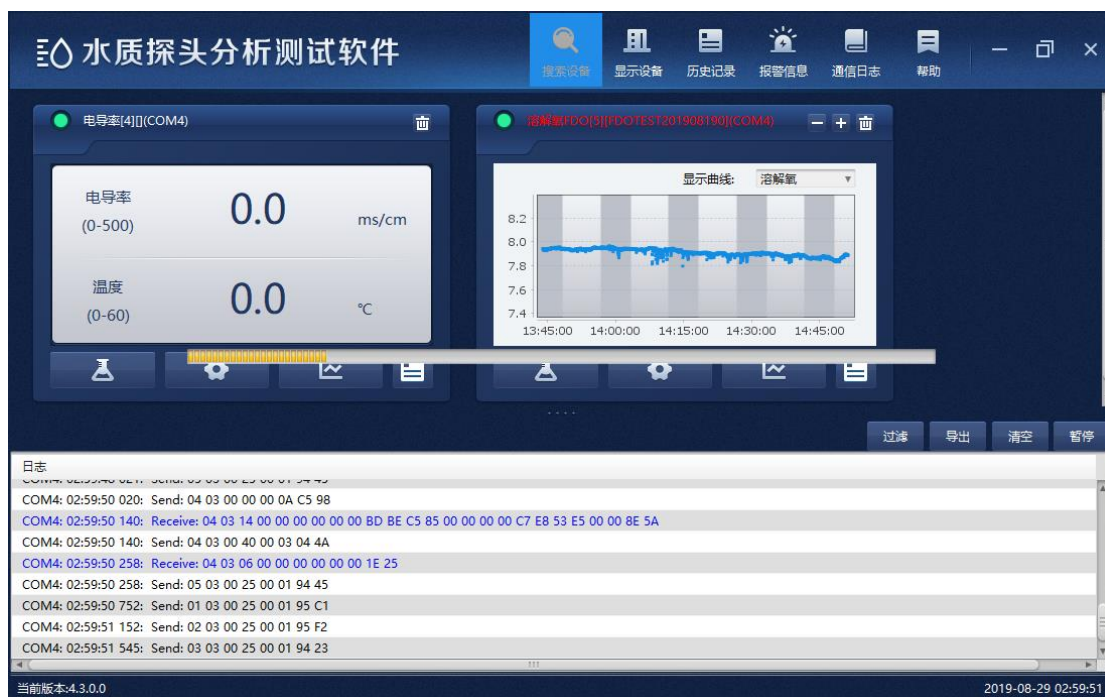 水质探头分析测试软件
搜索设备 显示设备 历史记录 报警信息 通信日志 帮助
电导率[4][](COM4)
溶解氧FDO[5][FDOTEST201908190](COM4)
电导率
(0-500)
0.0
ms/cm
温度
(0-60)
0.0
℃
显示曲线: 溶解氧
8.2
8.0
7.8
7.6
7.4
13:45:00 14:00:00 14:15:00 14:30:00 14:45:00
过滤 导出 清空 暂停
日志
COM4: 02:59:50 020: Send: 04 03 00 00 00 0A C5 98
COM4: 02:59:50 140: Receive: 04 03 14 00 00 00 00 00 00 BD BE C5 85 00 00 00 00 C7 E8 53 E5 00 00 8E 5A
COM4: 02:59:50 140: Send: 04 03 00 40 00 03 04 4A
COM4: 02:59:50 258: Receive: 04 03 06 00 00 00 00 00 00 1E 25
COM4: 02:59:50 258: Send: 05 03 00 25 00 01 94 45
COM4: 02:59:50 752: Send: 01 03 00 25 00 01 95 C1
COM4: 02:59:51 152: Send: 02 03 00 25 00 01 95 F2
COM4: 02:59:51 545: Send: 03 03 00 25 00 01 94 23
当前版本:4.3.0.0
2019-08-29 02:59:51